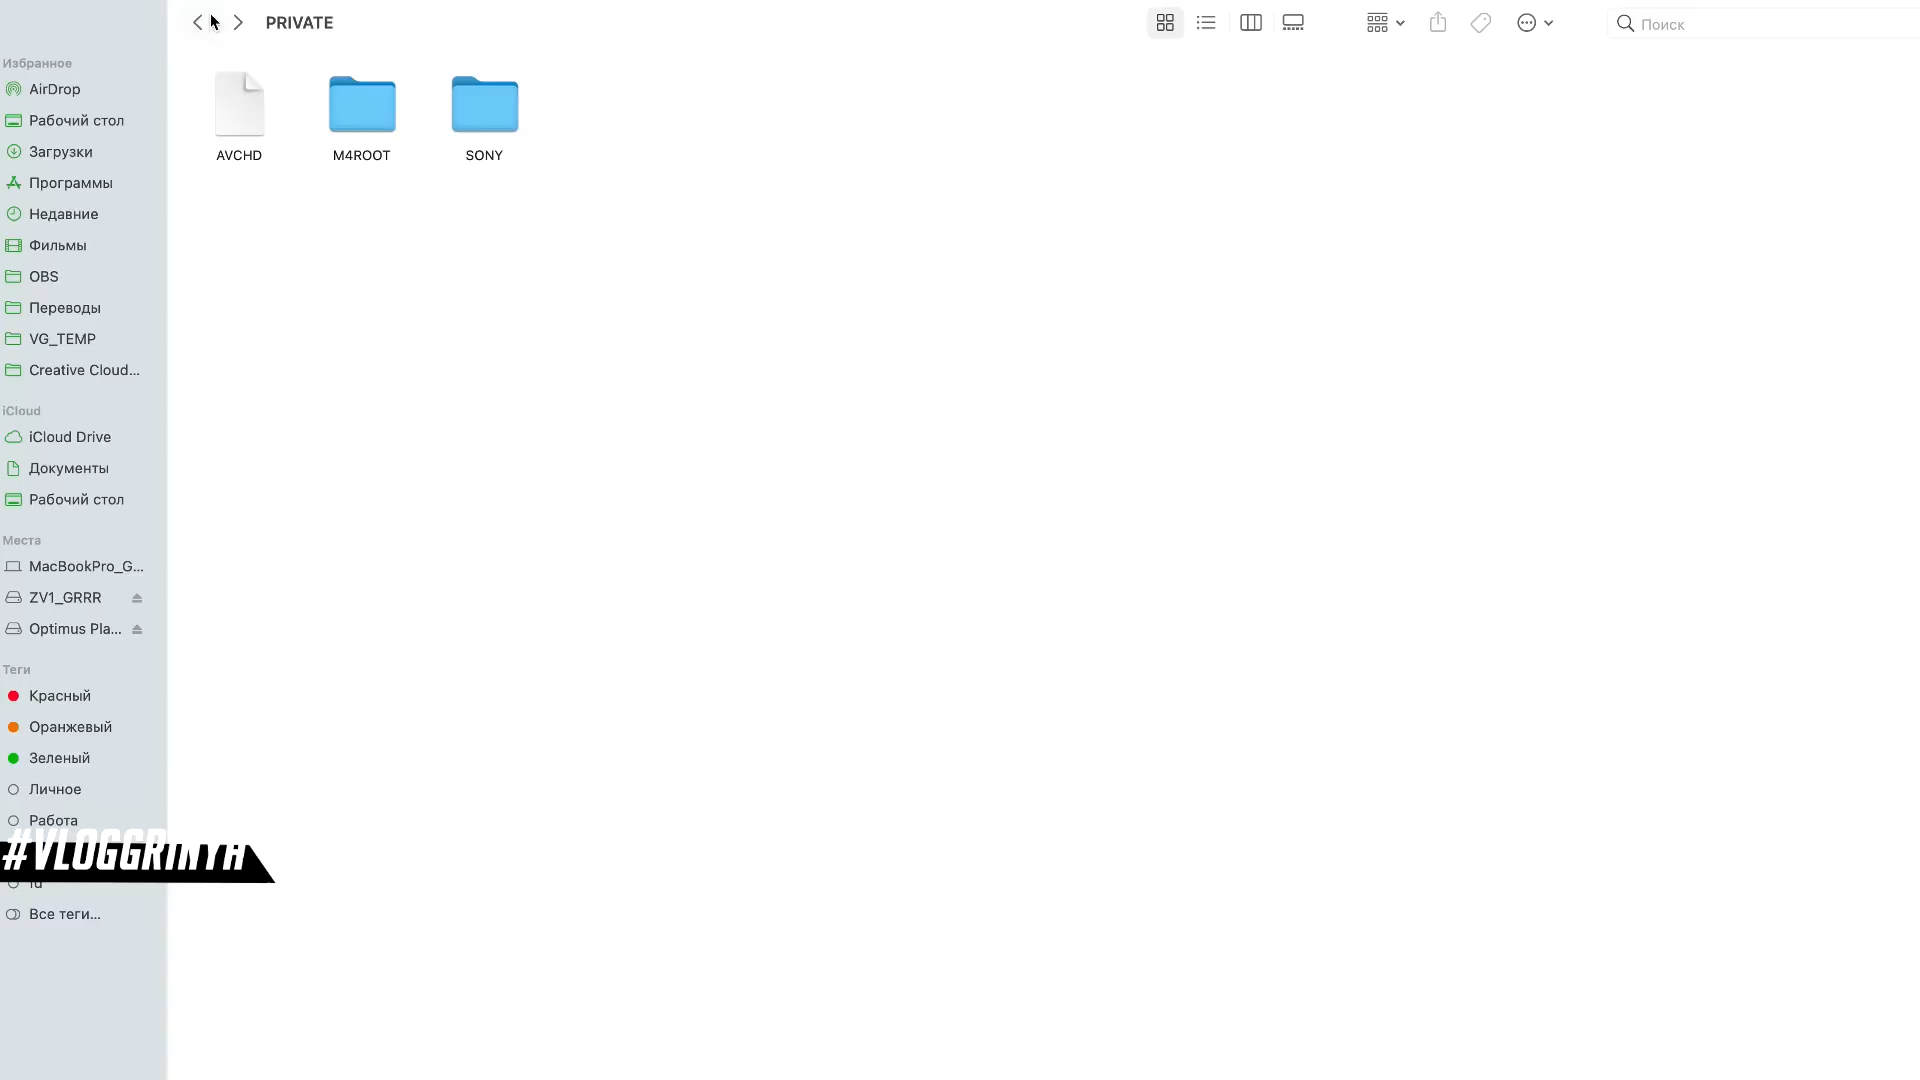 PRIVATE
Поиск
Избранное
AirDrop
Рабочий стол
Загрузки
Программы
Недавние
Фильмы
OBS
Переводы
VG_TEMP
Creative Cloud...
iCloud
iCloud Drive
Документы
Рабочий стол
Места
MacBookPro_G...
ZV1_GRRR
Optimus Pla...
Теги
Красный
Оранжевый
Зеленый
Личное
Работа
#VLOGGRINYA
Все теги...
AVCHD
M4ROOT
SONY